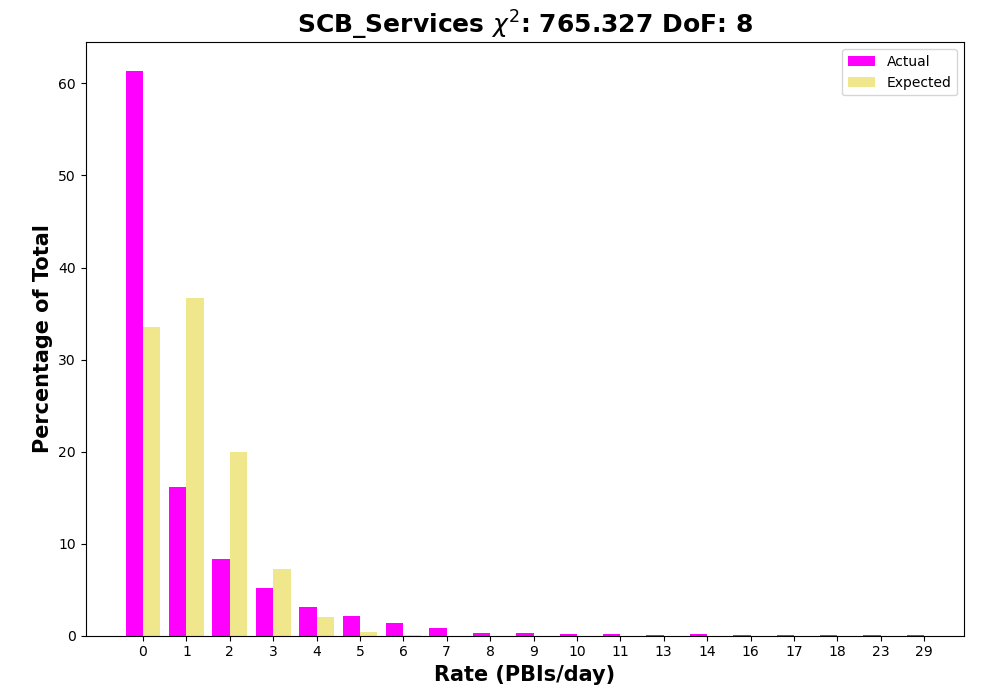 SCB_Services χ²: 765.327 DoF: 8
Actual
Expected
Percentage of Total
60
50
40
30
20
10
0
0 1 2 3 4 5 6 7 8 9 10 11 13 14 16 17 18 23 29
Rate (PBIs/day)